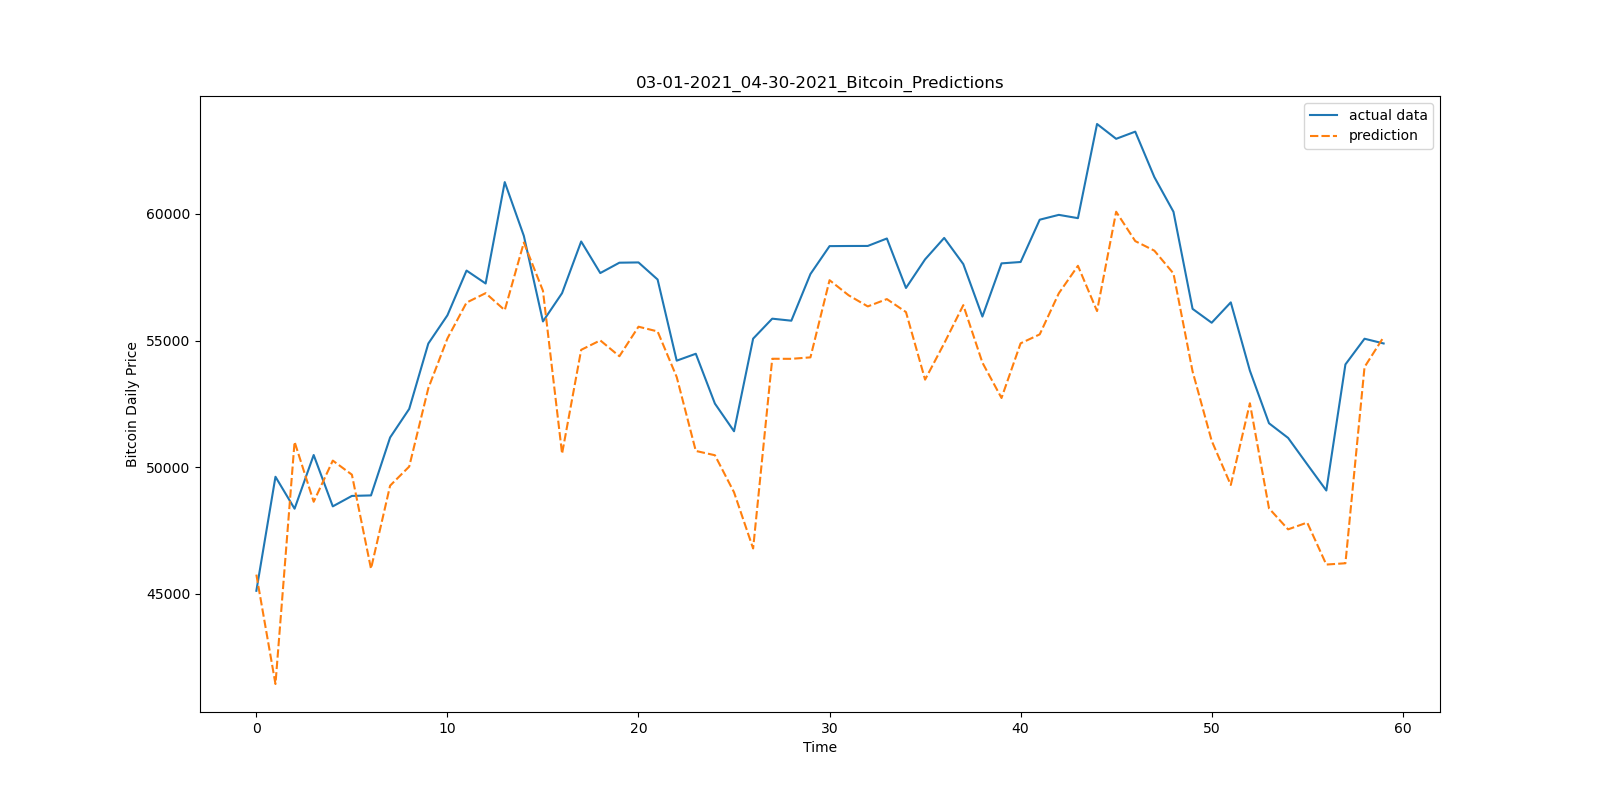 03-01-2021_04-30-2021_Bitcoin_Predictions
actual data
prediction
Bitcoin Daily Price
60000
55000
50000
45000
0 10 20 30 40 50 60
Time